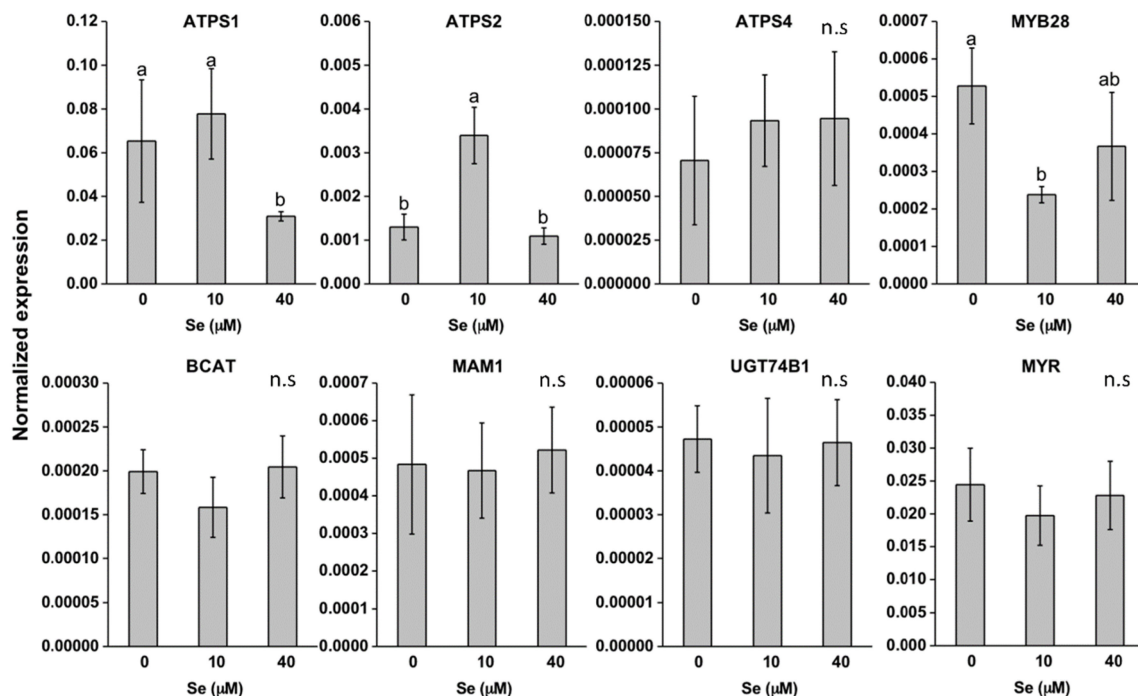 ATPS1 ATPS2 ATPS4 MYB28
0.12 0.006 0.000150 0.0007
n.s
a
0.10 0.005 0.000125 0.0006
a a ab
0.0005
0.08 0.004 a 0.000100
0.0004
0.06 0.003 0.000075
0.0003
b b
0.04 0.002 0.000050
b b 0.0002
0.02 0.001 0.000025 0.0001
0.00 0.000 0.000000 0.0000
0 10 40 0 10 40 0 10 40 0 10 40
Se (μM) Se (μM) Se (μM) Se (μM)
Normalized expression
BCAT MAM1 UGT74B1 MYR
0.00030 n.s 0.0007 n.s 0.00006 n.s 0.040 n.s
0.00025 0.0006 0.00005 0.035
0.0005 0.030
0.00020 0.00004
0.0004 0.025
0.00015 0.00003 0.020
0.0003
0.00010 0.00002 0.015
0.0002
0.010
0.00005 0.0001 0.00001 0.005
0.00000 0.0000 0.00000 0.000
0 10 40 0 10 40 0 10 40 0 10 40
Se (μM) Se (μM) Se (μM) Se (μM)